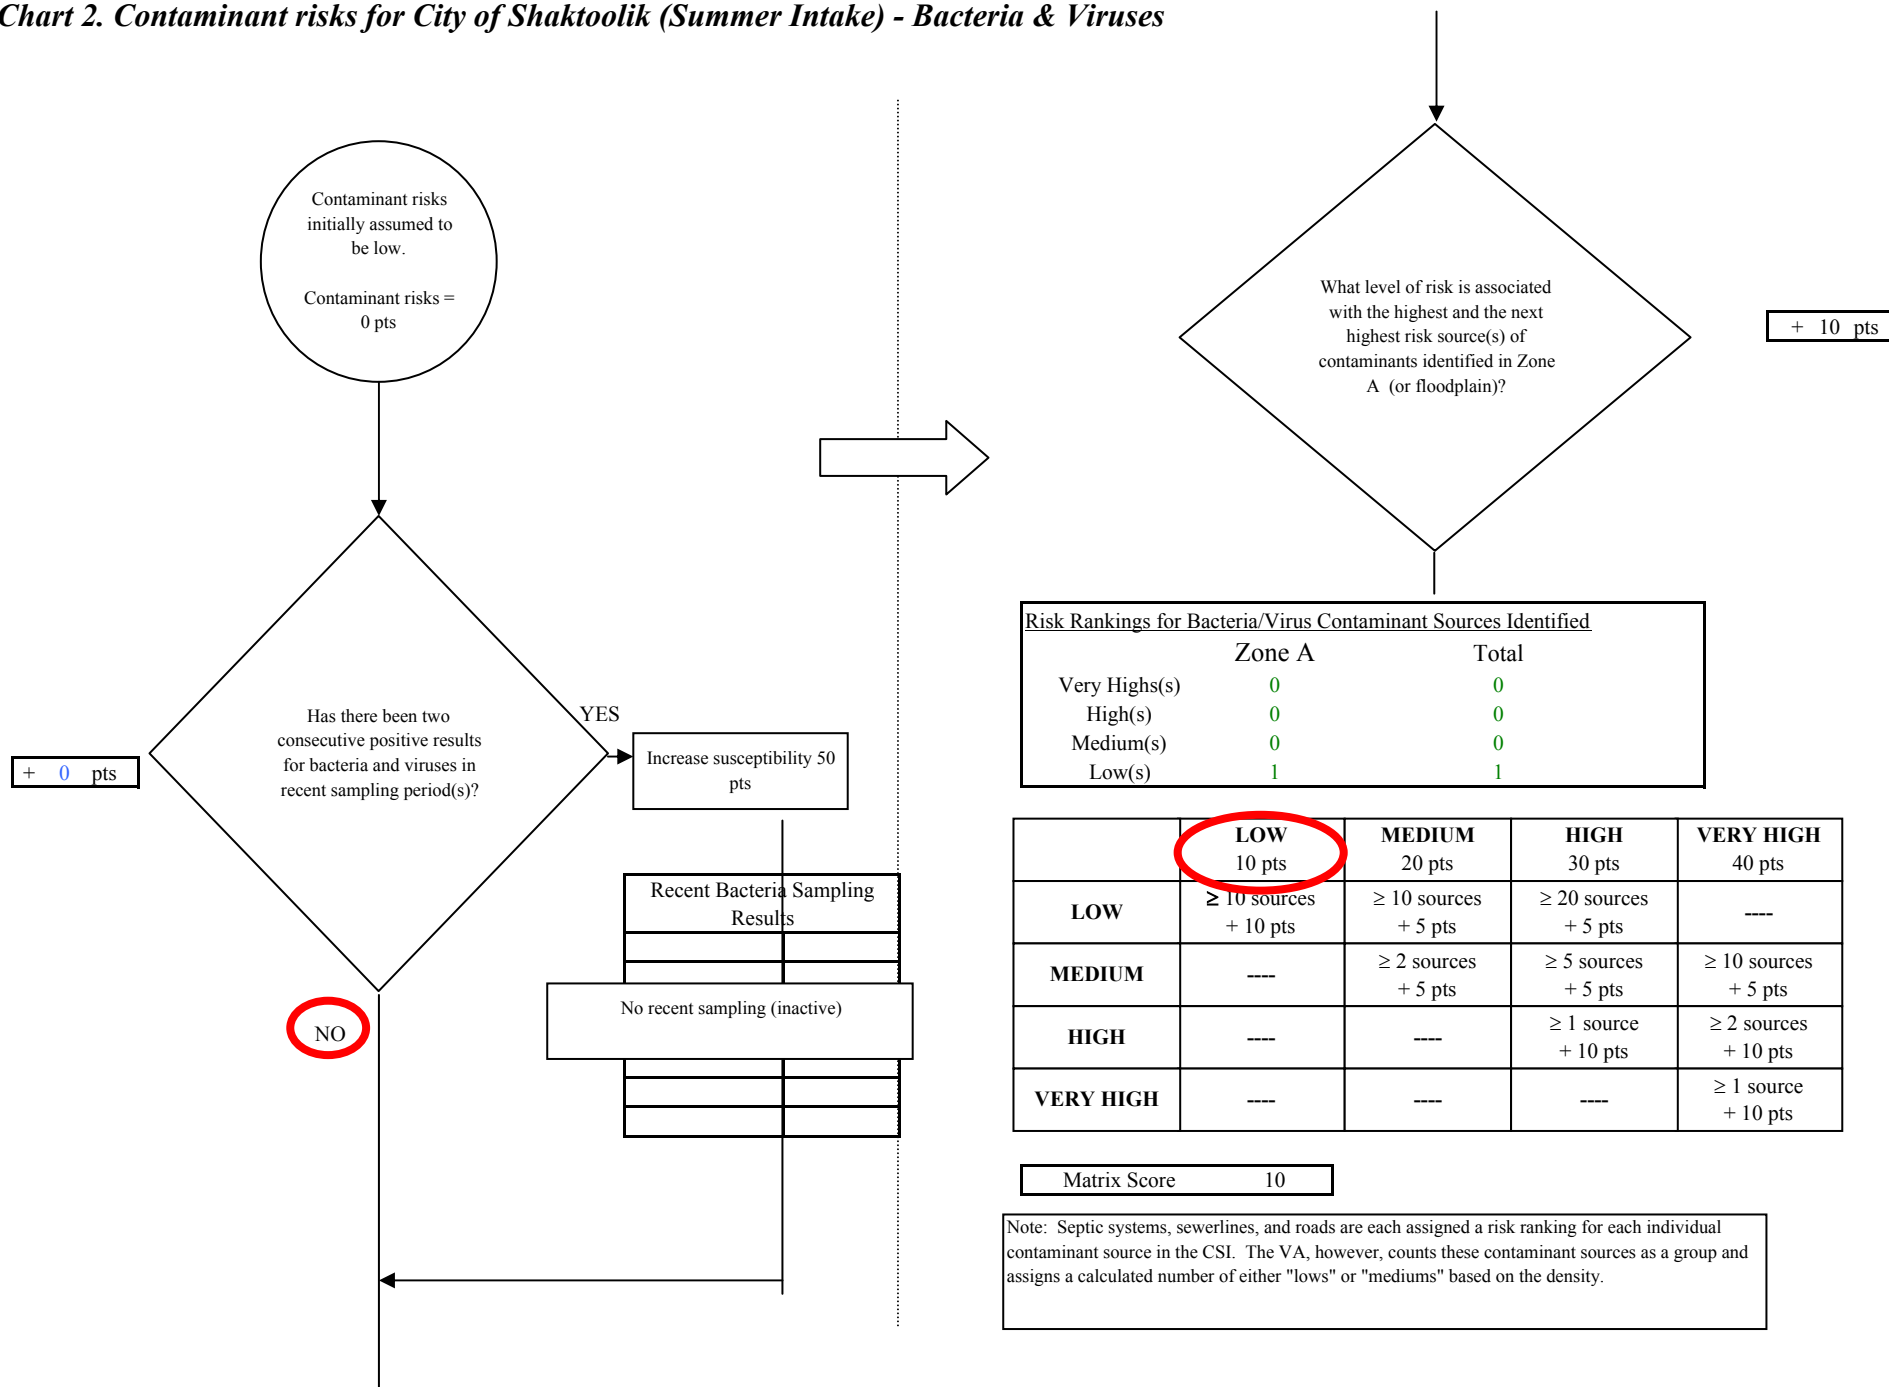 Chart 2. Contaminant risks for City of Shaktoolik (Summer Intake) - Bacteria & Viruses
Contaminant risks
initially assumed to
be low.
Contaminant risks =
0 pts
Has there been two
consecutive positive results
for bacteria and viruses in
recent sampling period(s)?
+ 0 pts
YES
Increase susceptibility 50
pts
Recent Bacteria Sampling
Results
No recent sampling (inactive)
NO
What level of risk is associated
with the highest and the next
highest risk source(s) of
contaminants identified in Zone
A (or floodplain)?
+ 10 pts
Risk Rankings for Bacteria/Virus Contaminant Sources Identified
Zone A Total
Very Highs(s) 0 0
High(s) 0 0
Medium(s) 0 0
Low(s) 1 1
LOW MEDIUM HIGH VERY HIGH
10 pts 20 pts 30 pts 40 pts
LOW ≥ 10 sources ≥ 10 sources ≥ 20 sources ----
+ 10 pts + 5 pts + 5 pts
MEDIUM ---- ≥ 2 sources ≥ 5 sources ≥ 10 sources
+ 5 pts + 5 pts + 5 pts
HIGH ---- ---- ≥ 1 source ≥ 2 sources
+ 10 pts + 10 pts
VERY HIGH ---- ---- ---- ≥ 1 source
+ 10 pts
Matrix Score 10
Note: Septic systems, sewerlines, and roads are each assigned a risk ranking for each individual
contaminant source in the CSI. The VA, however, counts these contaminant sources as a group and
assigns a calculated number of either "lows" or "mediums" based on the density.